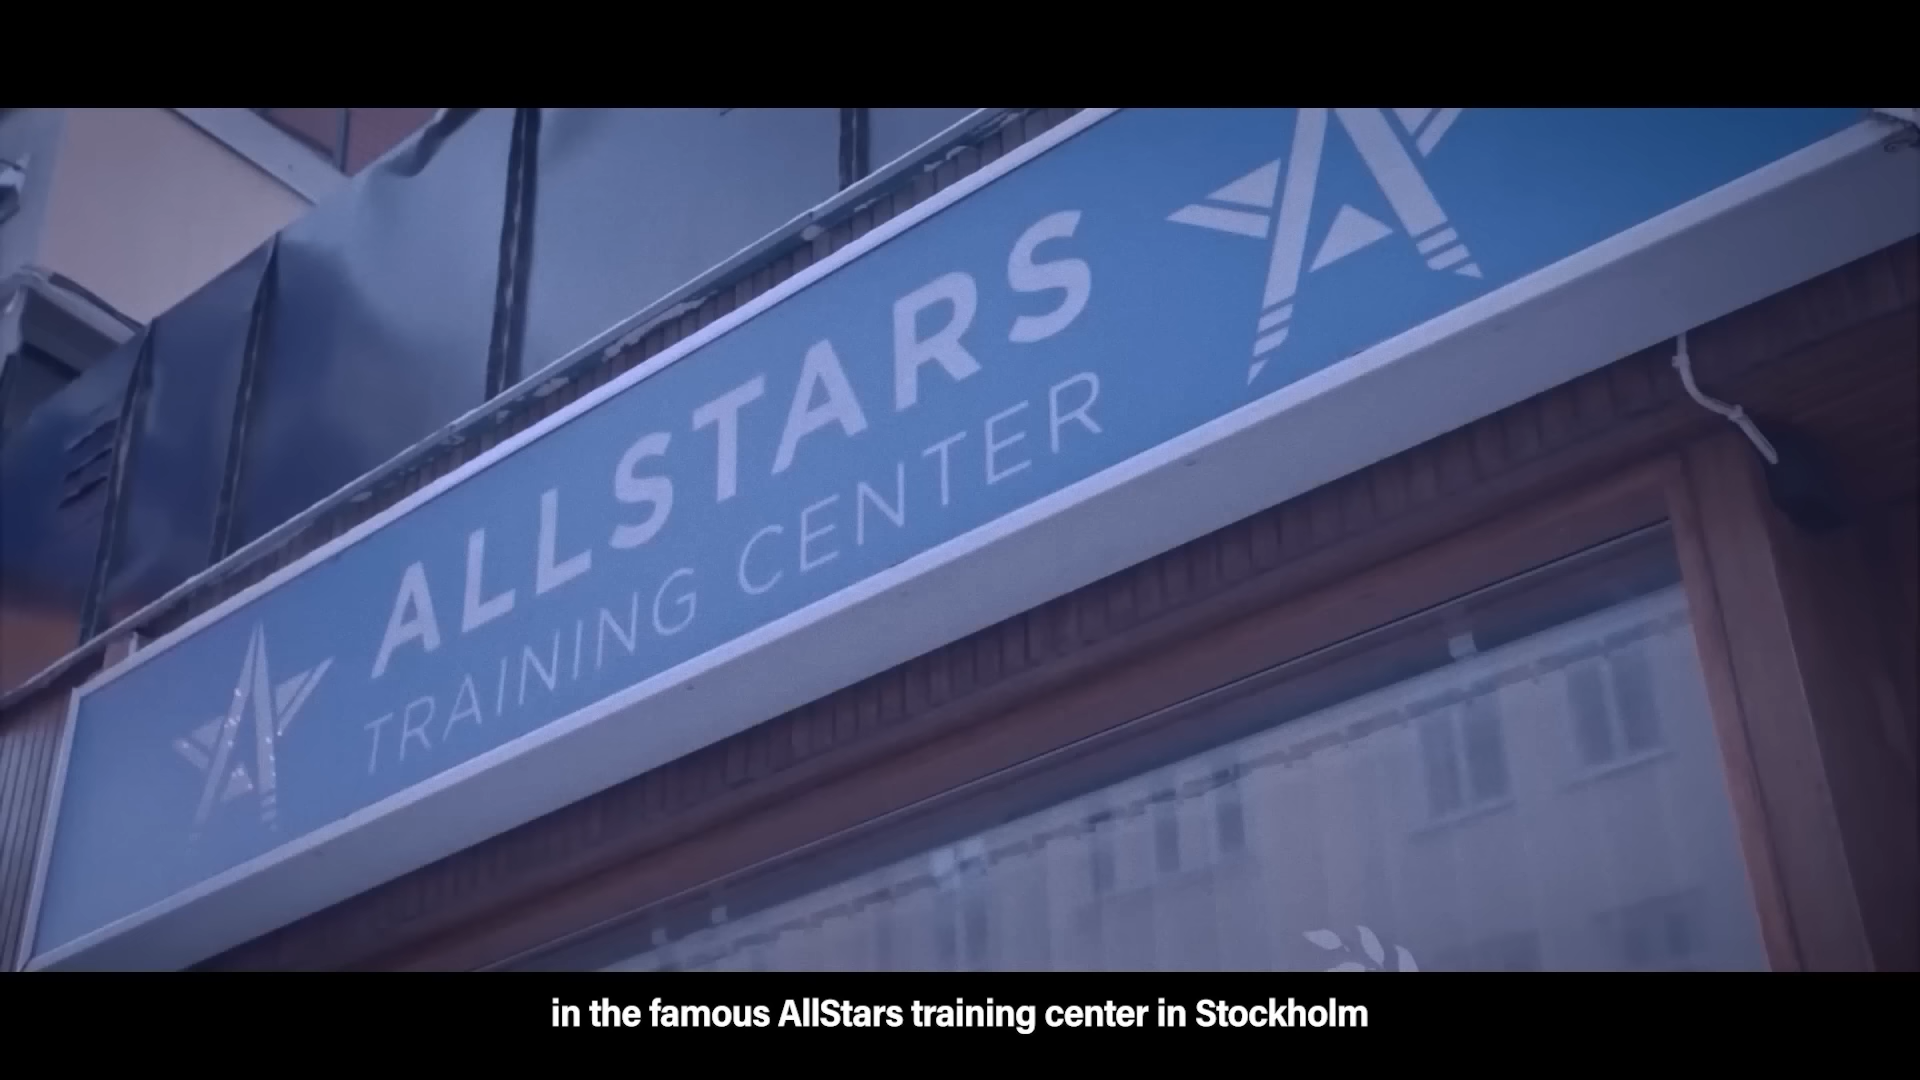 ALLSTARS
TRAINING CENTER
in the famous AllStars training center in Stockholm